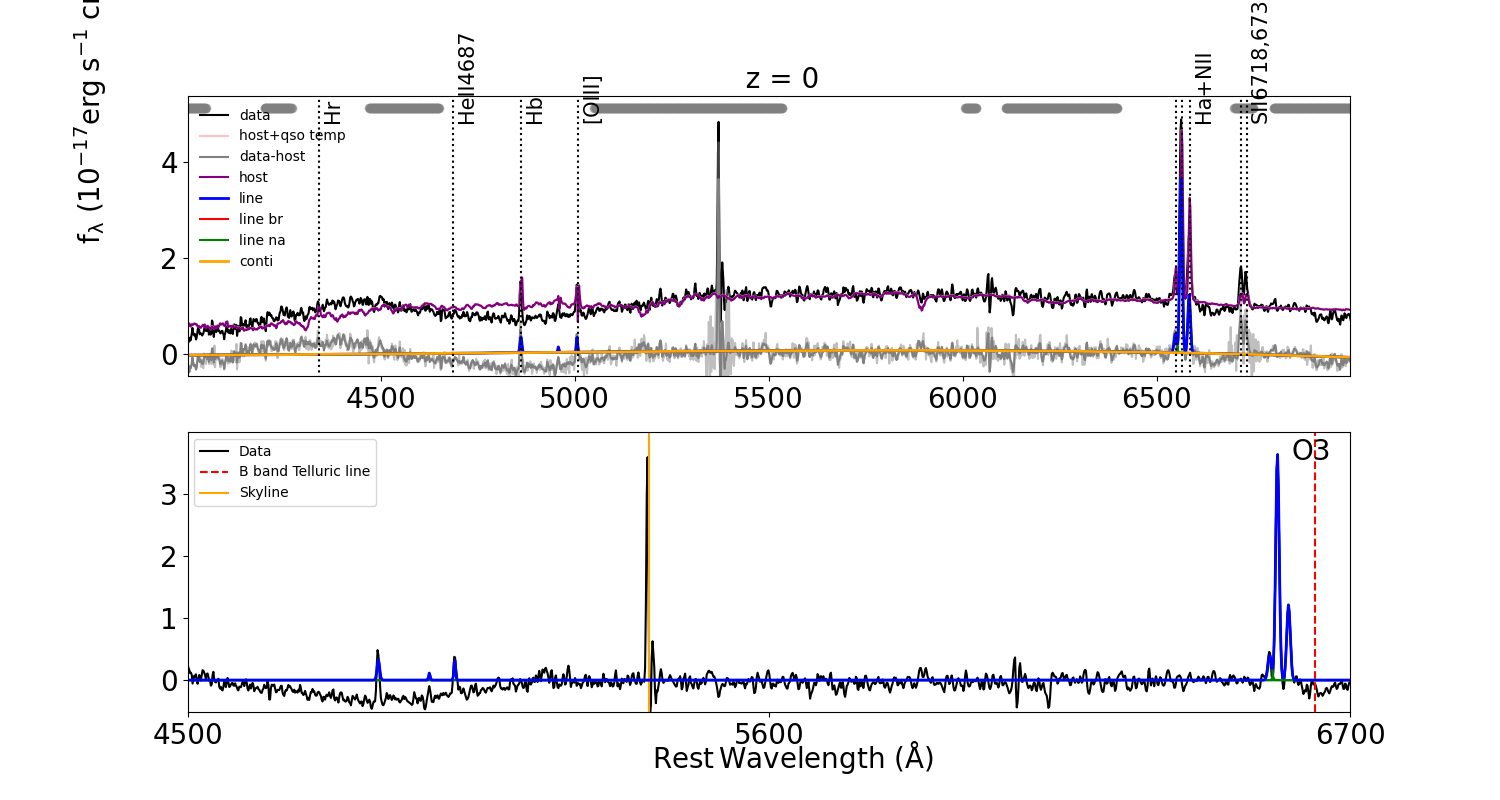 z = 0
fλ (10−17erg s−1 c
Hr
HeII4687
Hb
[OIII]
Ha+NII
SII6718,673
data
host+qso temp
data-host
host
line
line br
line na
conti
4
2
0
4500
5000
5500
6000
6500
Data
B band Telluric line
Skyline
O3
3
2
1
0
4500
5600
6700
Rest Wavelength (Å)